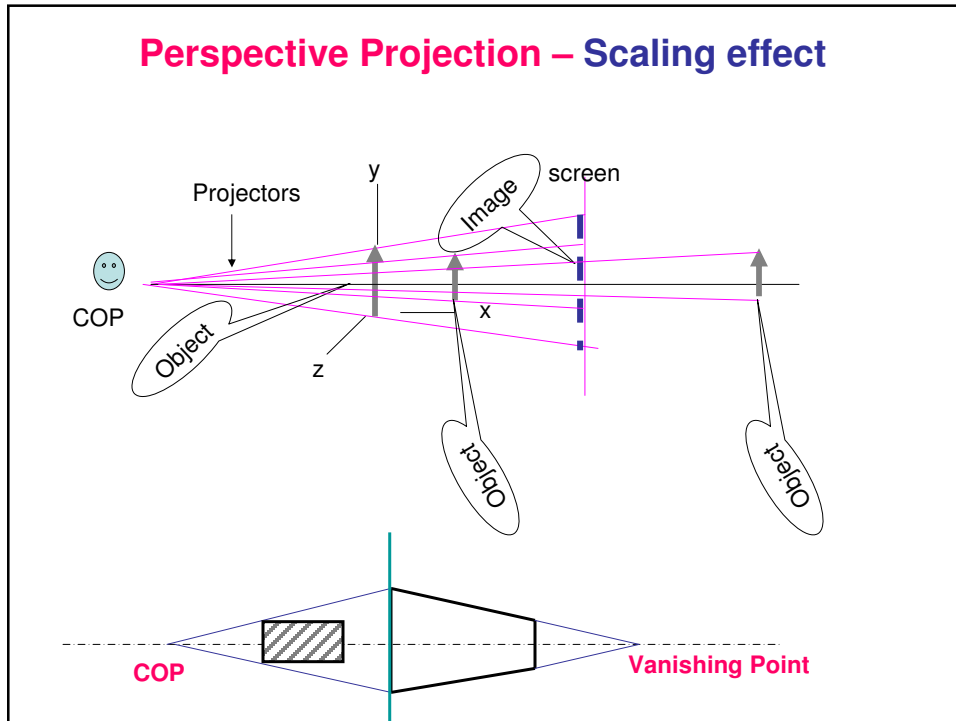 Perspective Projection – Scaling effect
y
screen
Projectors
Image
COP
x
Object
z
Object
Object
COP
Vanishing Point